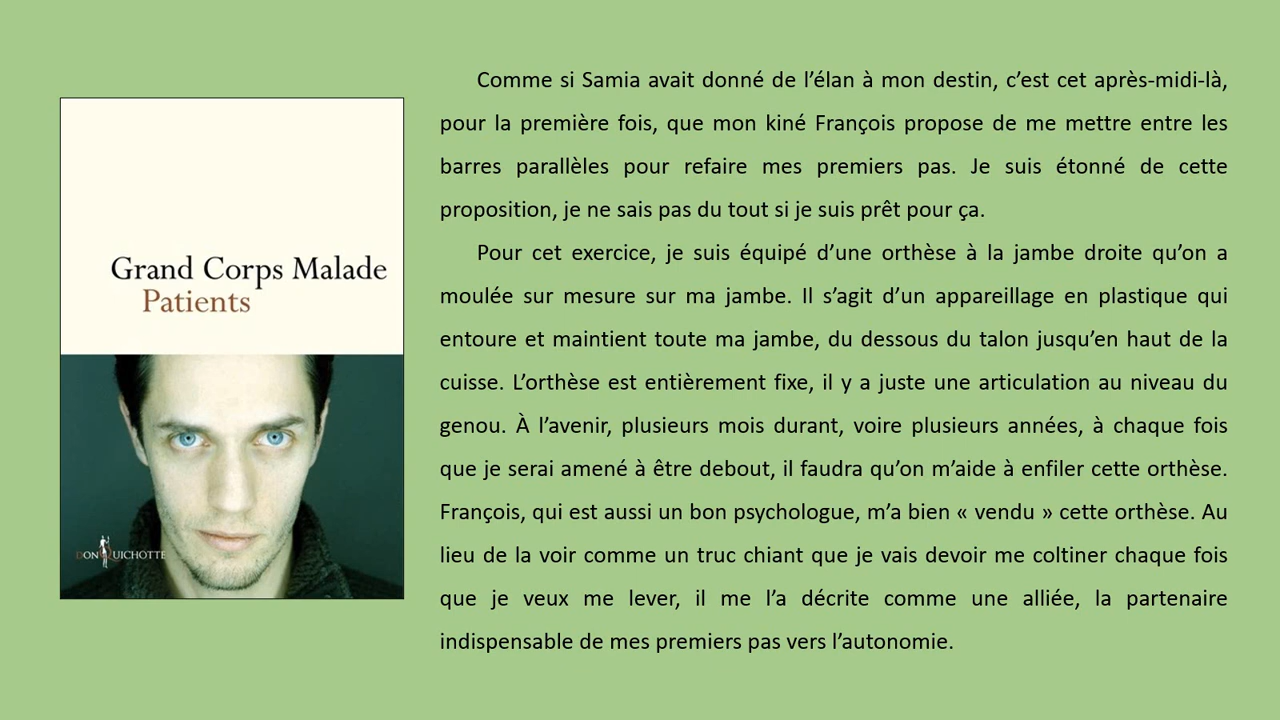 Grand Corps Malade
Patients
DON QUICHOTTE
Comme si Samia avait donné de l’élan à mon destin, c’est cet après-midi-là,
pour la première fois, que mon kiné François propose de me mettre entre les
barres parallèles pour refaire mes premiers pas. Je suis étonné de cette
proposition, je ne sais pas du tout si je suis prêt pour ça.
Pour cet exercice, je suis équipé d’une orthèse à la jambe droite qu’on a
moulée sur mesure sur ma jambe. Il s’agit d’un appareillage en plastique qui
entoure et maintient toute ma jambe, du dessous du talon jusqu’en haut de la
cuisse. L’orthèse est entièrement fixe, il y a juste une articulation au niveau du
genou. À l’avenir, plusieurs mois durant, voire plusieurs années, à chaque fois
que je serai amené à être debout, il faudra qu’on m’aide à enfiler cette orthèse.
François, qui est aussi un bon psychologue, m’a bien « vendu » cette orthèse. Au
lieu de la voir comme un truc chiant que je vais devoir me coltiner chaque fois
que je veux me lever, il me l’a décrite comme une alliée, la partenaire
indispensable de mes premiers pas vers l’autonomie.